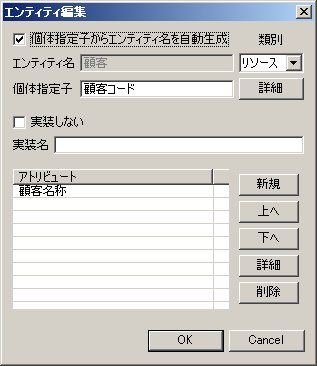 エンティティ編集
個体指定子からエンティティ名を自動生成 類別
エンティティ名 顧客 リソース
個体指定子 顧客コード 詳細
実装しない
実装名
アトリビュート 新規
顧客名称
上へ
下へ
詳細
削除
OK Cancel